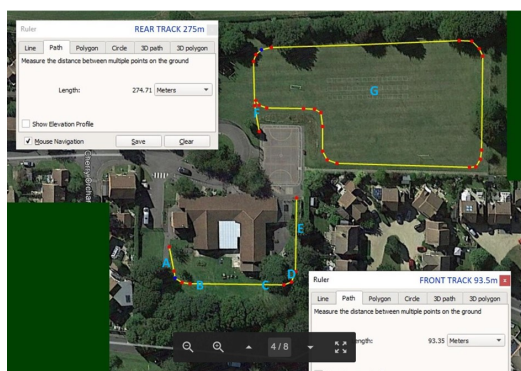 Ruler REAR TRACK 275m
Line Path Polygon Circle 3D path 3D polygon
Measure the distance between multiple points on the ground
Length: 274.71 Meters
Show Elevation Profile
Mouse Navigation Save Clear
G
F
E
A
B
C
D
Ruler FRONT TRACK 93.5m x
Line Path Polygon Circle 3D path 3D polygon
Measure the distance between multiple points on the ground
ngth: 93.35 Meters
4 / 8